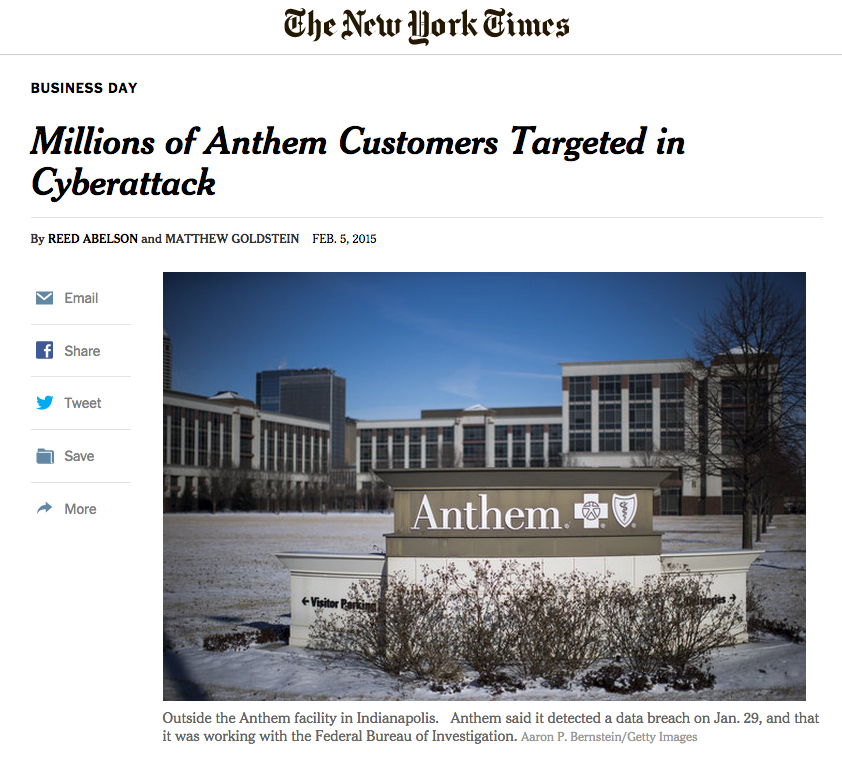 The New York Times
BUSINESS DAY
Millions of Anthem Customers Targeted in
Cyberattack
By REED ABELSON and MATTHEW GOLDSTEIN FEB. 5, 2015
Email
Share
Tweet
Save
More
Anthem
← Visitor Parking
Outside the Anthem facility in Indianapolis. Anthem said it detected a data breach on Jan. 29, and that
it was working with the Federal Bureau of Investigation. Aaron P. Bernstein/Getty Images